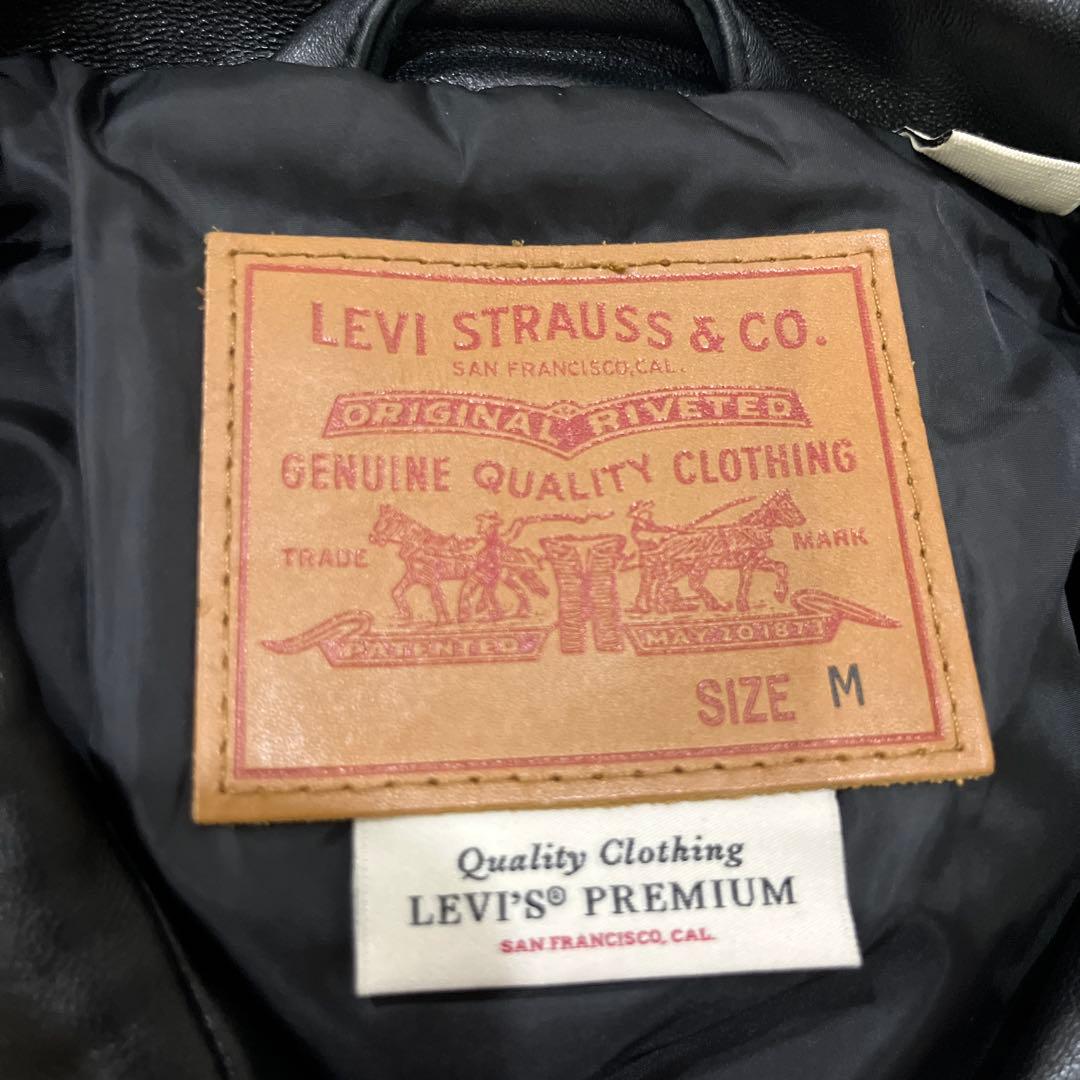 LEVI STRAUSS & CO.
SAN FRANCISCO, CAL.
ORIGINAL RIVETED
GENUINE QUALITY CLOTHING
TRADE MARK
PATENTED MAY 20 1873
SIZE M
Quality Clothing
LEVI'S® PREMIUM
SAN FRANCISCO, CAL.